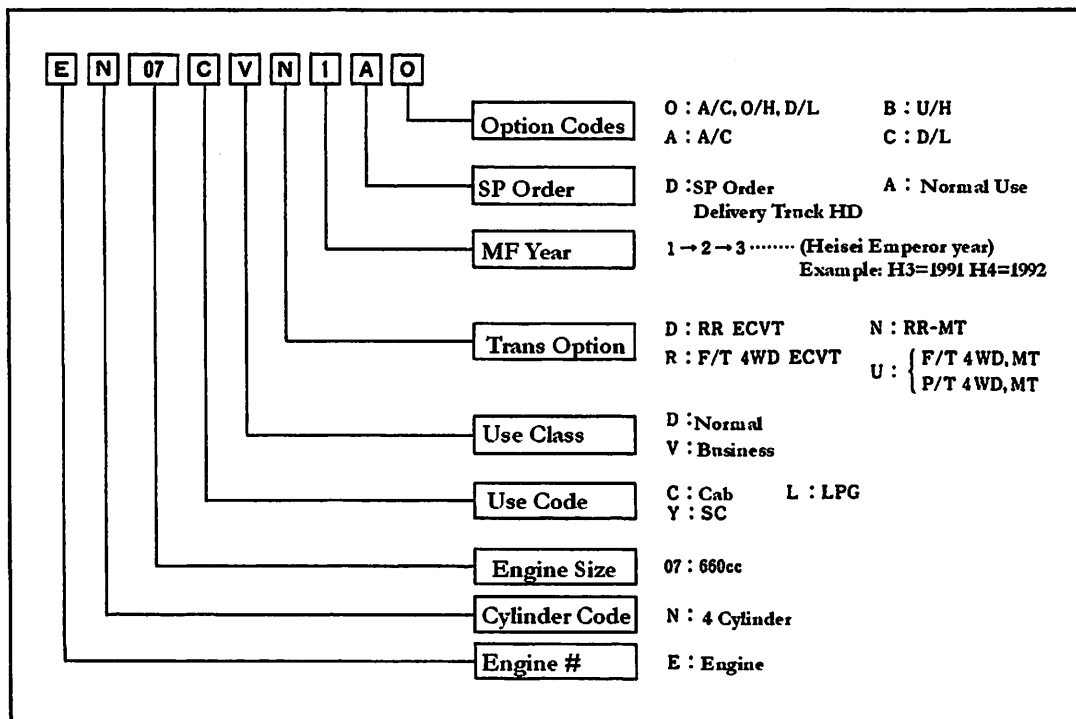 E N 07 C V N 1 A O
Option Codes O : A/C, O/H, D/L B : U/H
A : A/C C : D/L
SP Order D : SP Order A : Normal Use
Delivery Truck HD
MF Year 1→2→3 ········ (Heisei Emperor year)
Example: H3=1991 H4=1992
Trans Option D : RR ECVT N : RR-MT
R : F/T 4WD ECVT U : { F/T 4WD, MT
P/T 4WD, MT
Use Class D : Normal
V : Business
Use Code C : Cab L : LPG
Y : SC
Engine Size 07 : 660cc
Cylinder Code N : 4 Cylinder
Engine # E : Engine